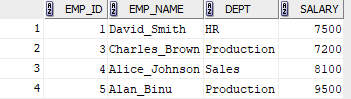 EMP_ID EMP_NAME DEPT SALARY
1 1 David_Smith HR 7500
2 3 Charles_Brown Production 7200
3 4 Alice_Johnson Sales 8100
4 5 Alan_Binu Production 9500